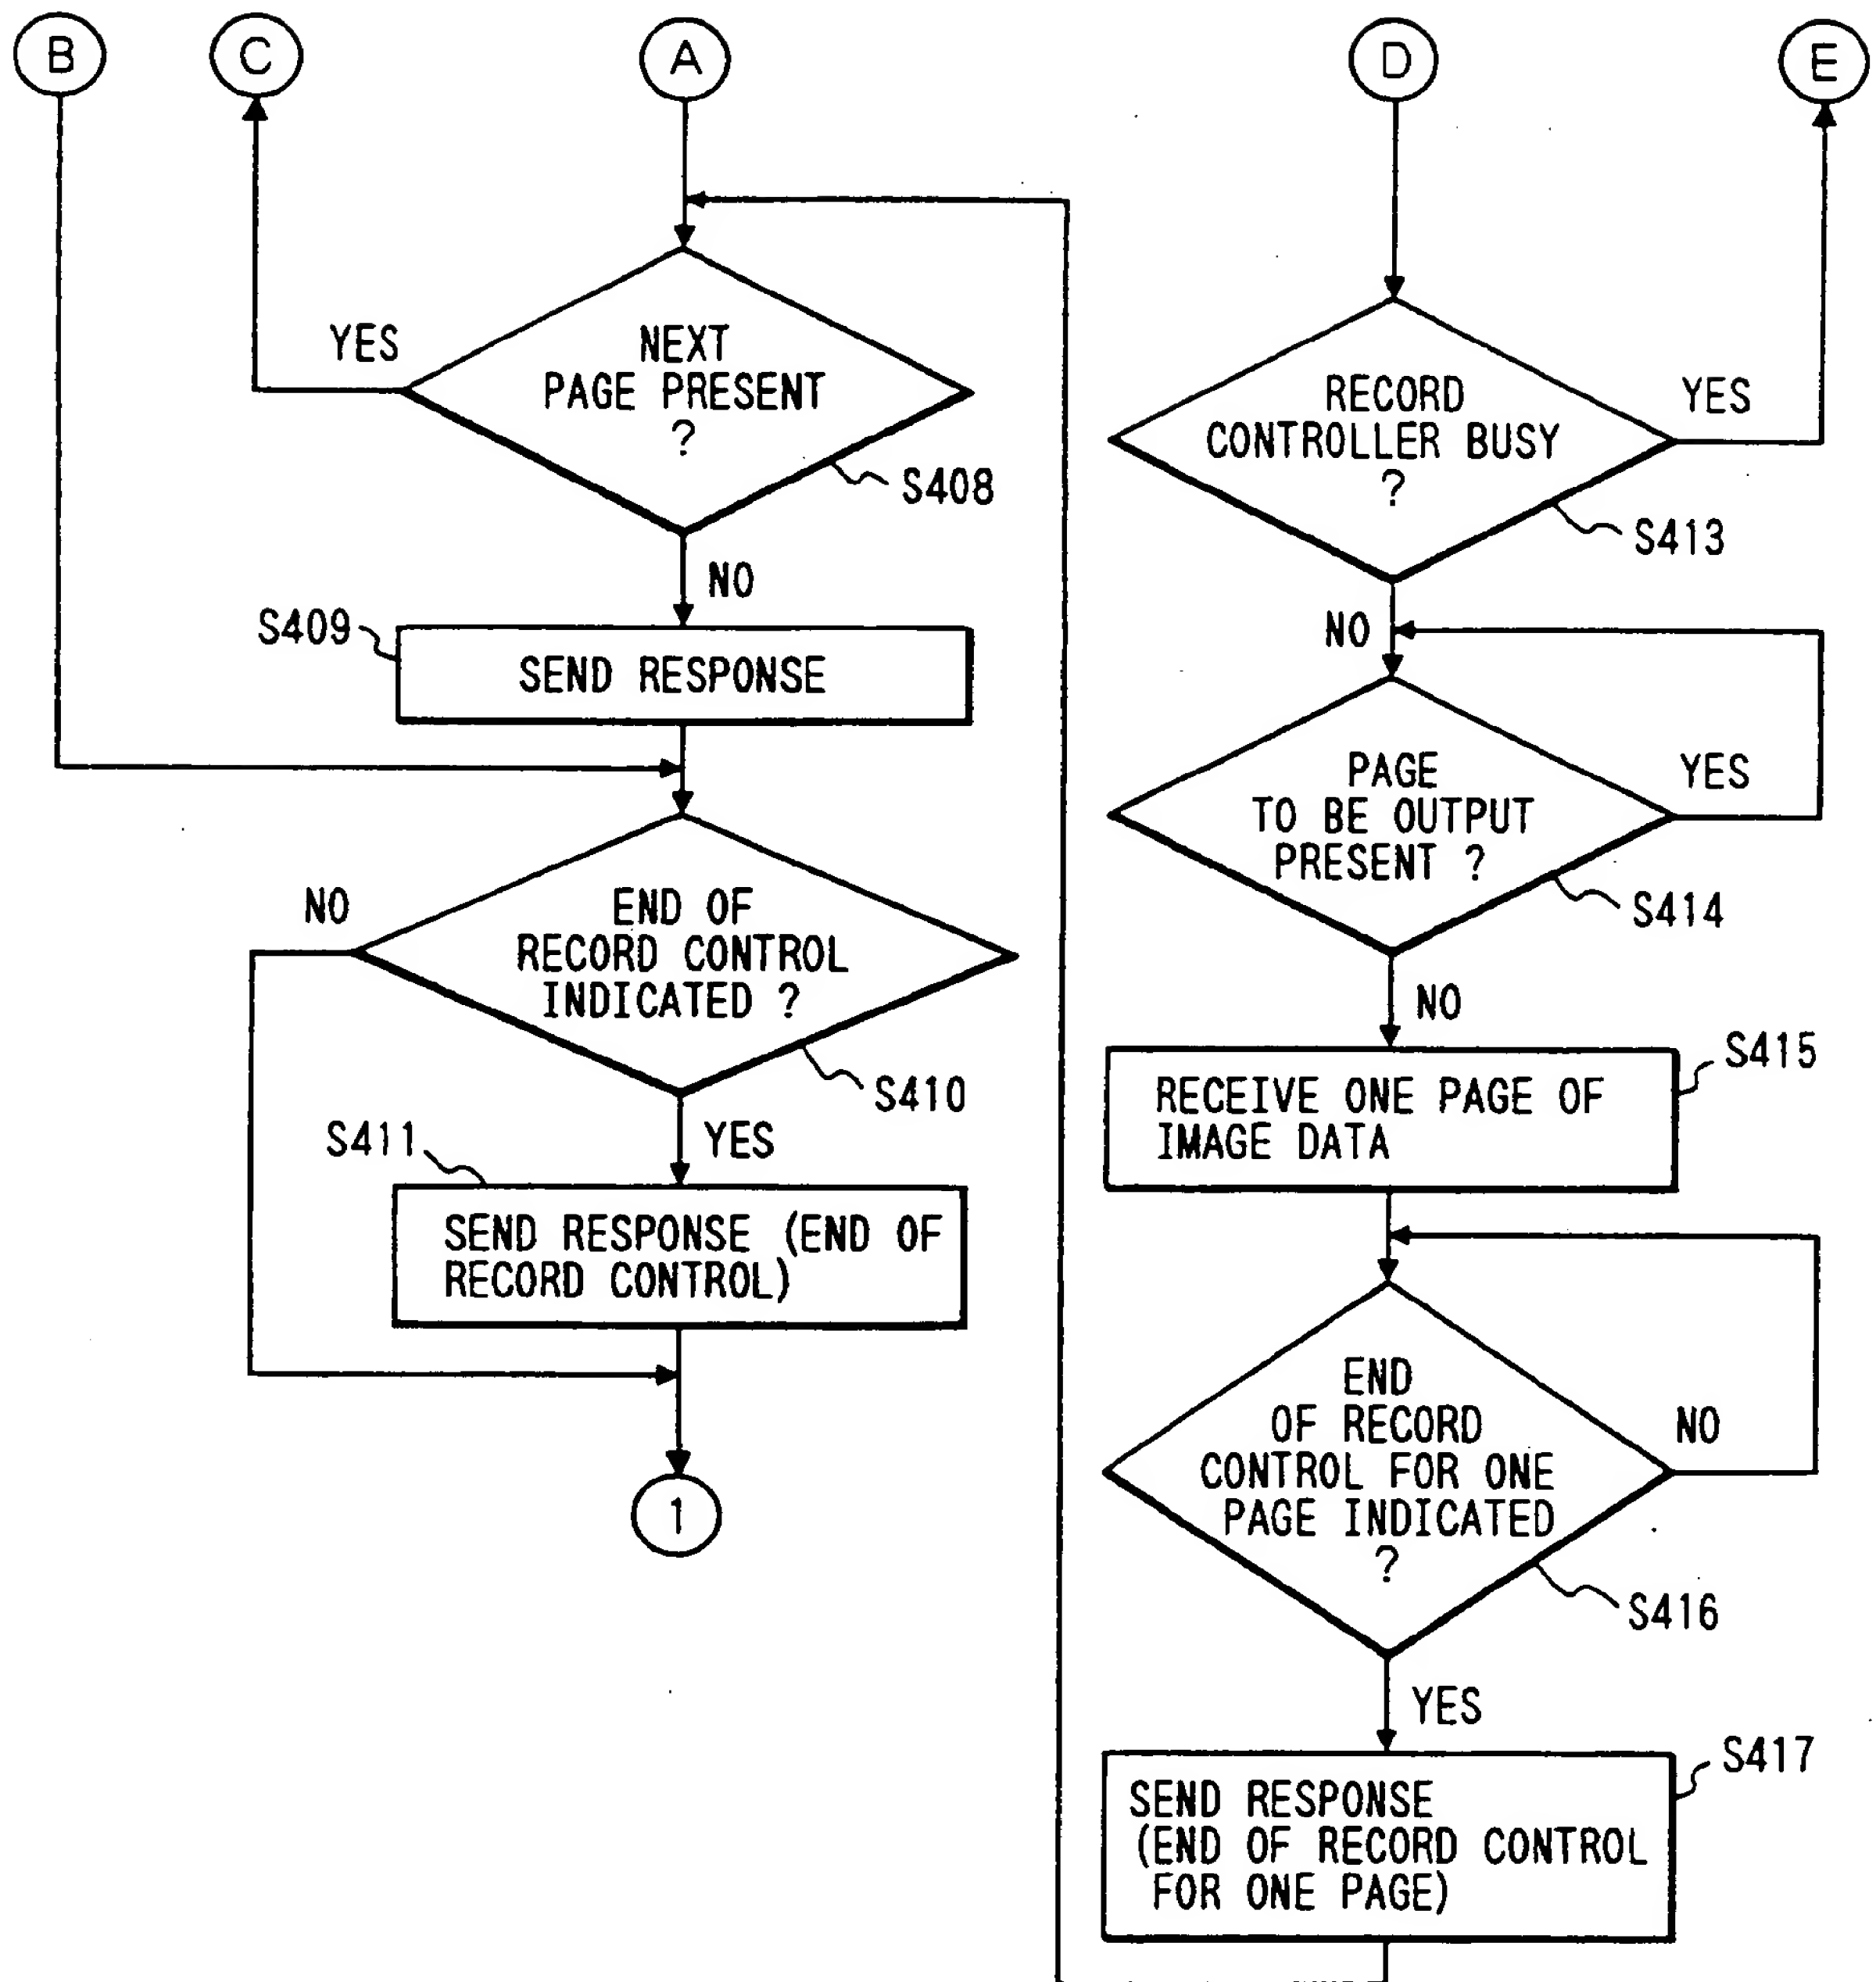 B
C
A
D
E
NEXT
PAGE PRESENT
?
YES
S408
NO
S409
SEND RESPONSE
END OF
RECORD CONTROL
INDICATED ?
NO
S410
YES
S411
SEND RESPONSE (END OF
RECORD CONTROL)
1
RECORD
CONTROLLER BUSY
?
YES
S413
NO
PAGE
TO BE OUTPUT
PRESENT ?
YES
S414
NO
S415
RECEIVE ONE PAGE OF
IMAGE DATA
END
OF RECORD
CONTROL FOR ONE
PAGE INDICATED
?
NO
S416
YES
S417
SEND RESPONSE
(END OF RECORD CONTROL
FOR ONE PAGE)